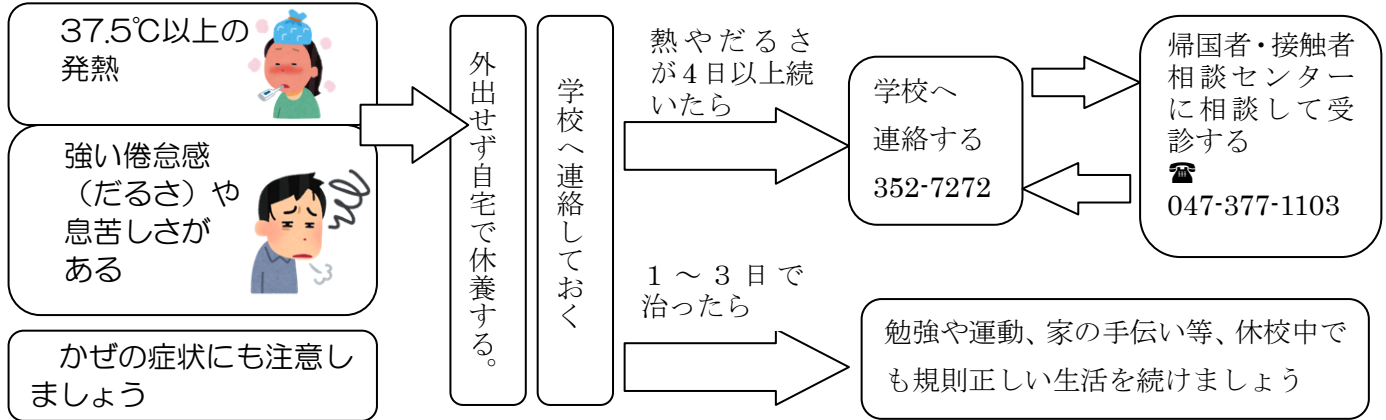 37.5℃以上の
発熱
強い倦怠感
（だるさ）や
息苦しさが
ある
かぜの症状にも注意し
ましょう
外出せず自宅で休養する。
学校へ連絡しておく
熱やだるさ
が4日以上続
いたら
学校へ
連絡する
352-7272
帰国者・接触者
相談センター
に相談して受
診する
☎
047-377-1103
１～３日で
治ったら
勉強や運動、家の手伝い等、休校中で
も規則正しい生活を続けましょう